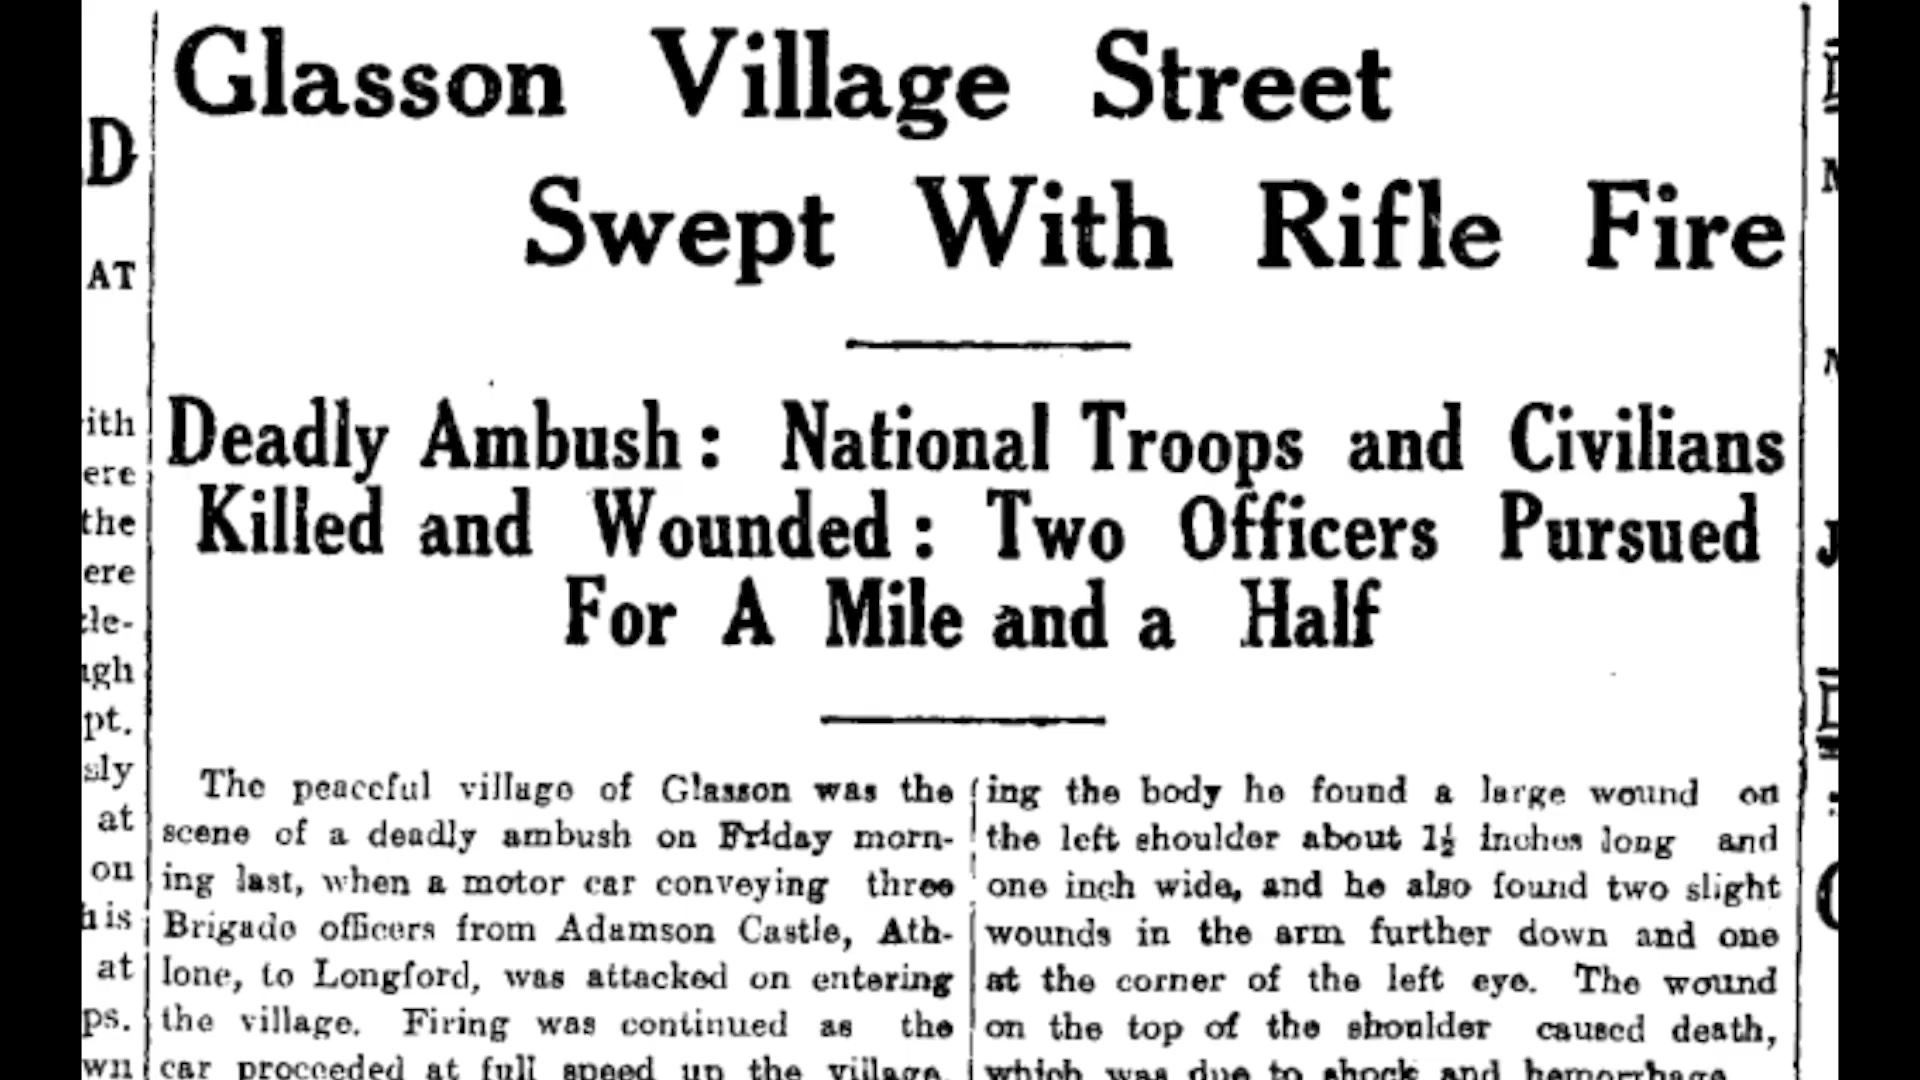 Glasson Village Street
Swept With Rifle Fire
Deadly Ambush: National Troops and Civilians
Killed and Wounded: Two Officers Pursued
For A Mile and a Half
The peaceful village of Glasson was the
scene of a deadly ambush on Friday morn-
ing last, when a motor car conveying three
Brigade officers from Adamson Castle, Ath-
lone, to Longford, was attacked on entering
the village. Firing was continued as the
car proceeded at full speed up the village,
ing the body he found a large wound on
the left shoulder about 1½ inches long and
one inch wide, and he also found two slight
wounds in the arm further down and one
at the corner of the left eye. The wound
on the top of the shoulder caused death,
which was due to shock and hemorrhage.
D
AT
ith
ere
the
ere
cle-
ugh
pt.
sly
at
on
his
at
ps.
wn